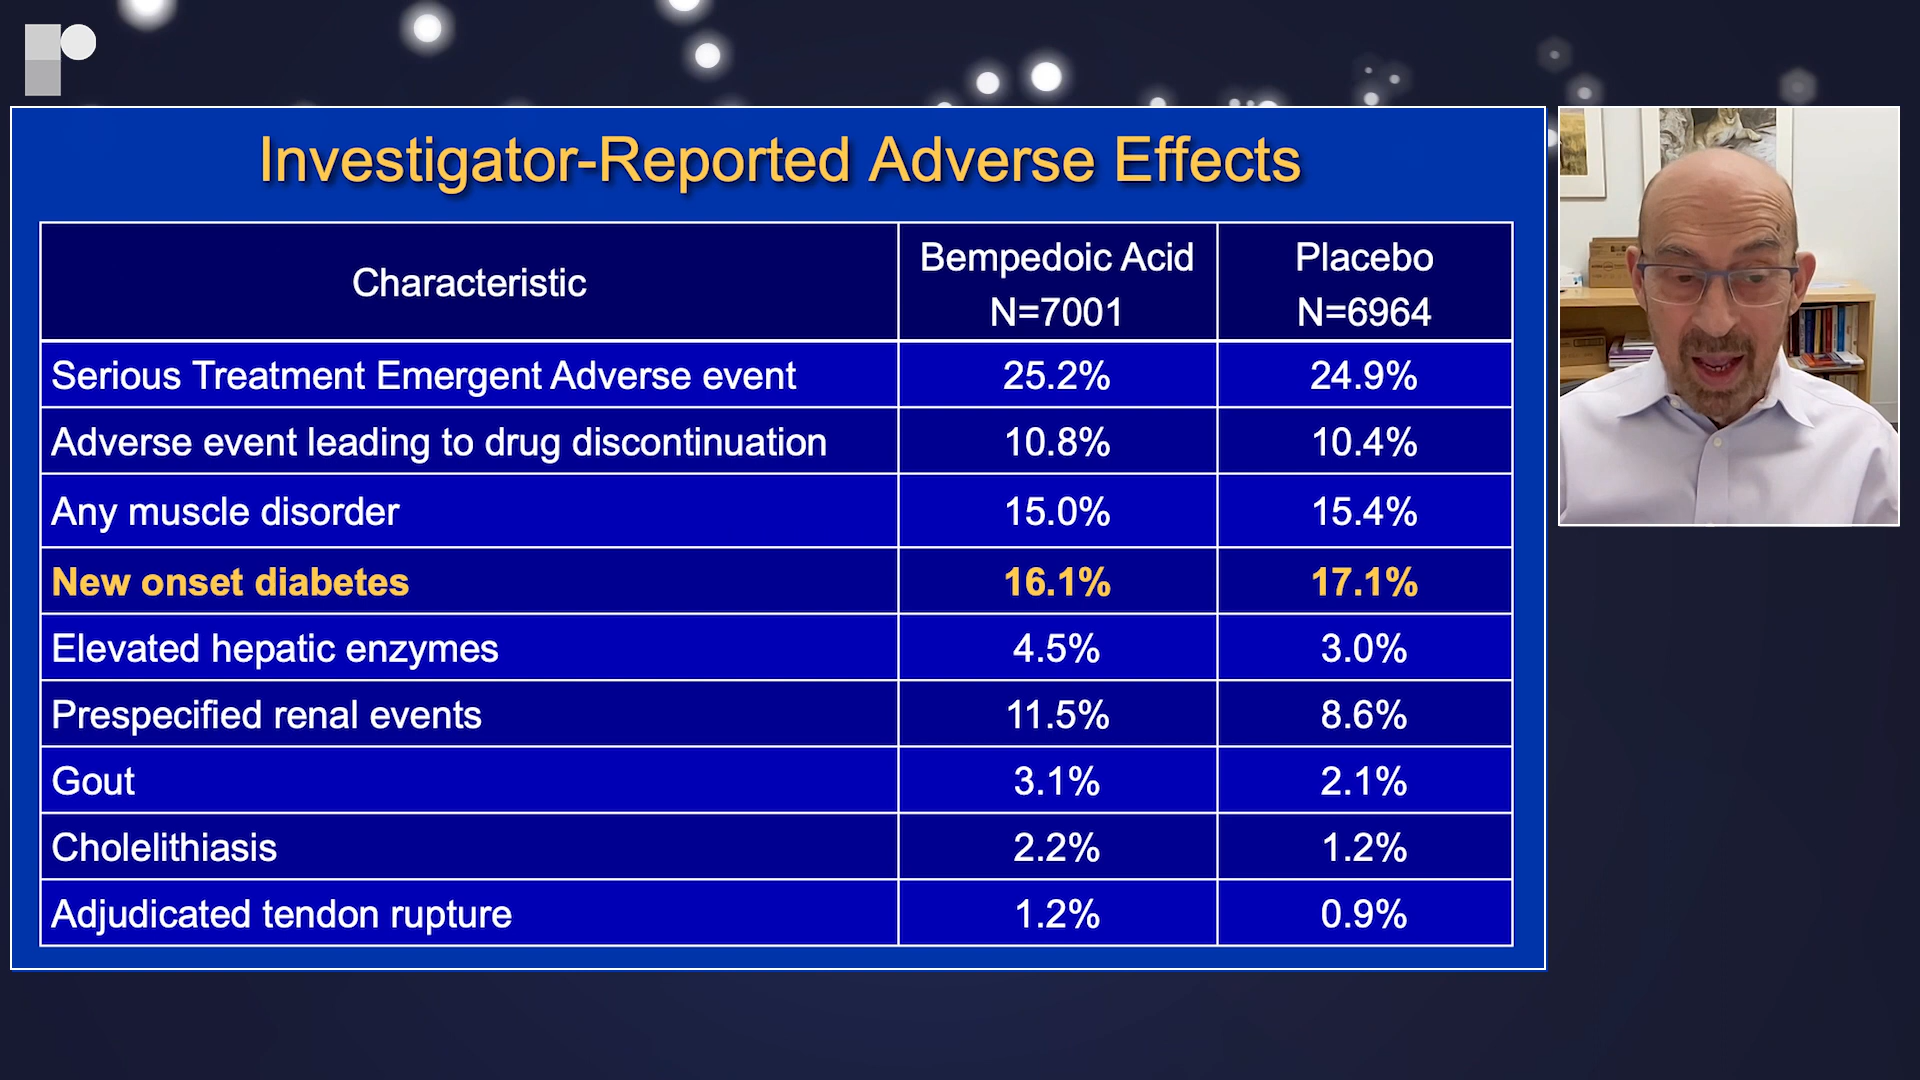 Investigator-Reported Adverse Effects
Characteristic
Bempedoic Acid
N=7001
Placebo
N=6964
Serious Treatment Emergent Adverse event 25.2% 24.9%
Adverse event leading to drug discontinuation 10.8% 10.4%
Any muscle disorder 15.0% 15.4%
New onset diabetes 16.1% 17.1%
Elevated hepatic enzymes 4.5% 3.0%
Prespecified renal events 11.5% 8.6%
Gout 3.1% 2.1%
Cholelithiasis 2.2% 1.2%
Adjudicated tendon rupture 1.2% 0.9%